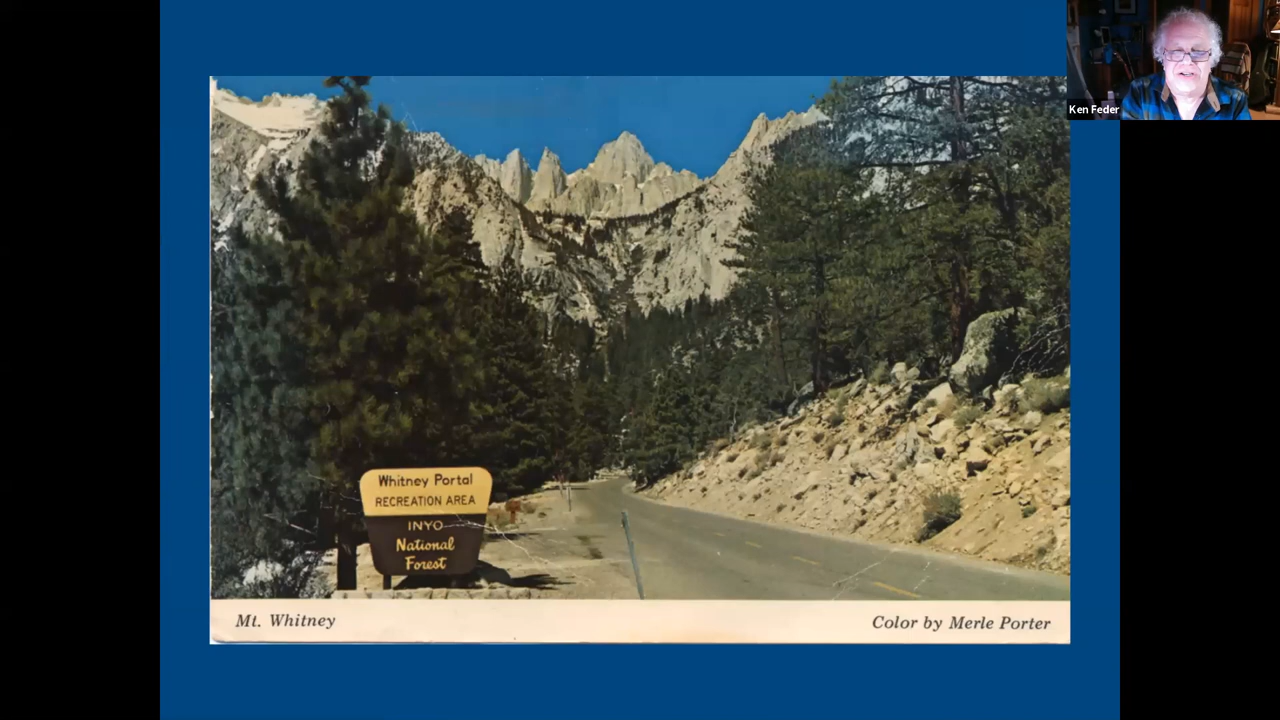 Ken Feder
Whitney Portal
RECREATION AREA
INYO
National
Forest
Mt. Whitney
Color by Merle Porter